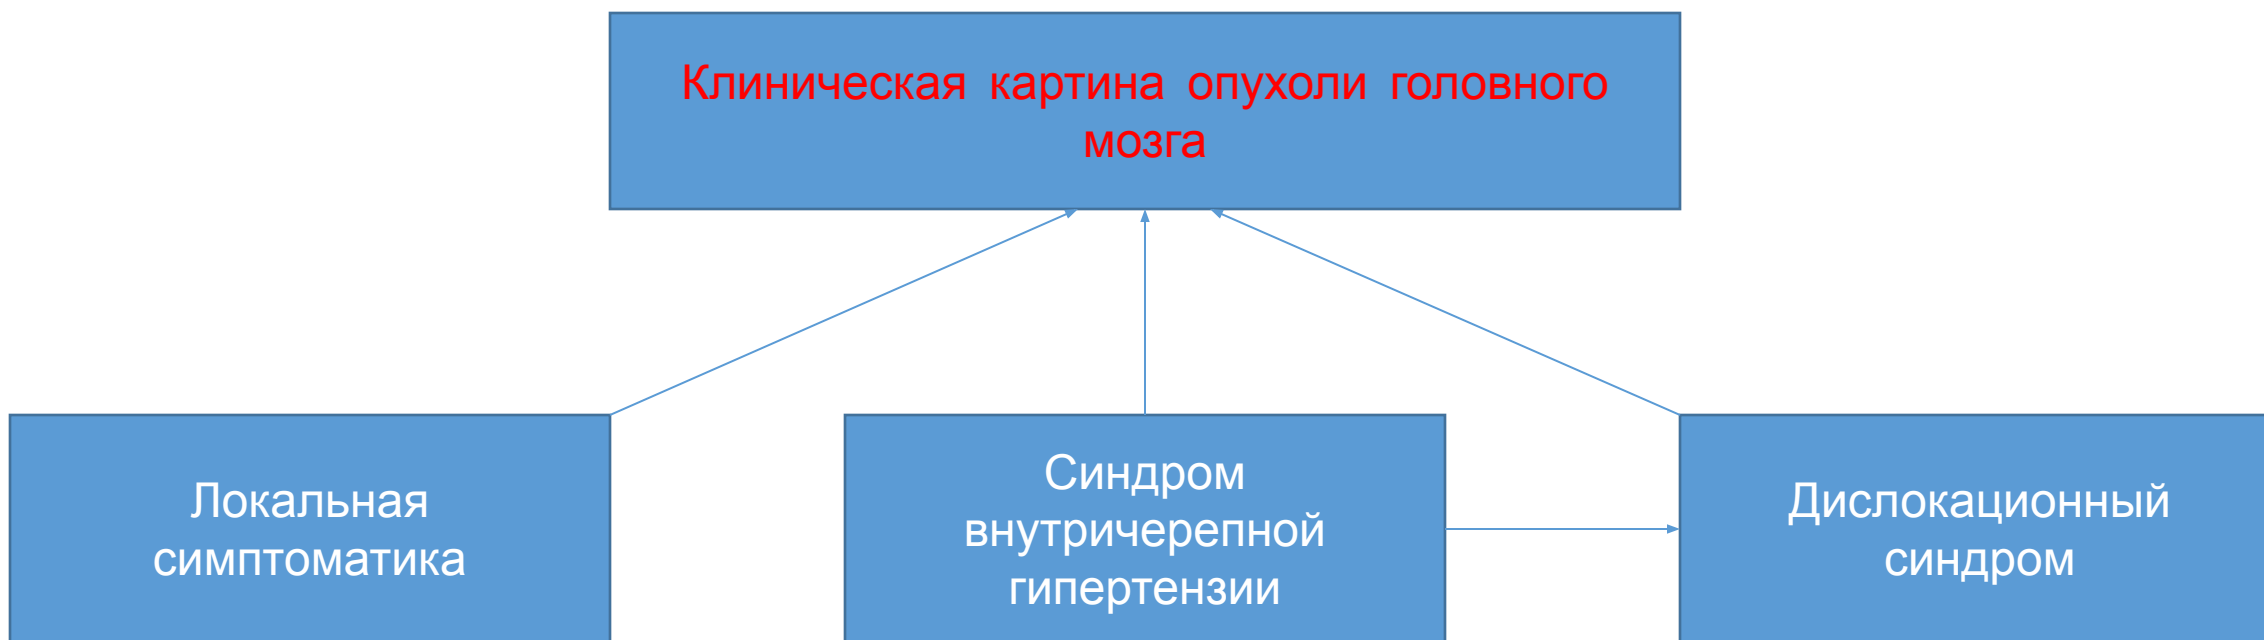 Клиническая картина опухоли головного
мозга
Локальная
симптоматика
Синдром
внутричерепной
гипертензии
Дислокационный
синдром